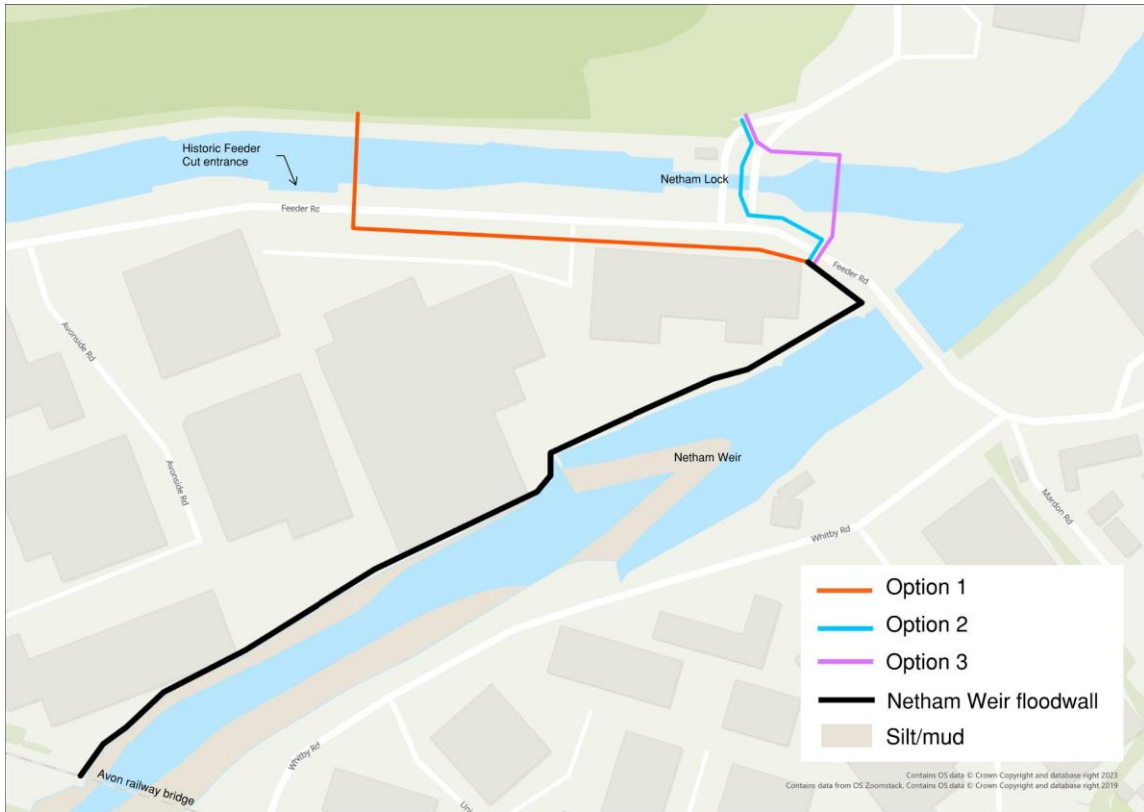 Historic Feeder
Cut entrance
Netham Lock
Feeder Rd
Feeder Rd
Avonside Rd
Avonside Rd
Netham Weir
Whitby Rd
Mardon Rd
Whitby Rd
Avon railway bridge
Option 1
Option 2
Option 3
Netham Weir floodwall
Silt/mud
Contains OS data © Crown Copyright and database right 2023
Contains data from OS Zoomstack, Contains OS data © Crown Copyright and database right 2019